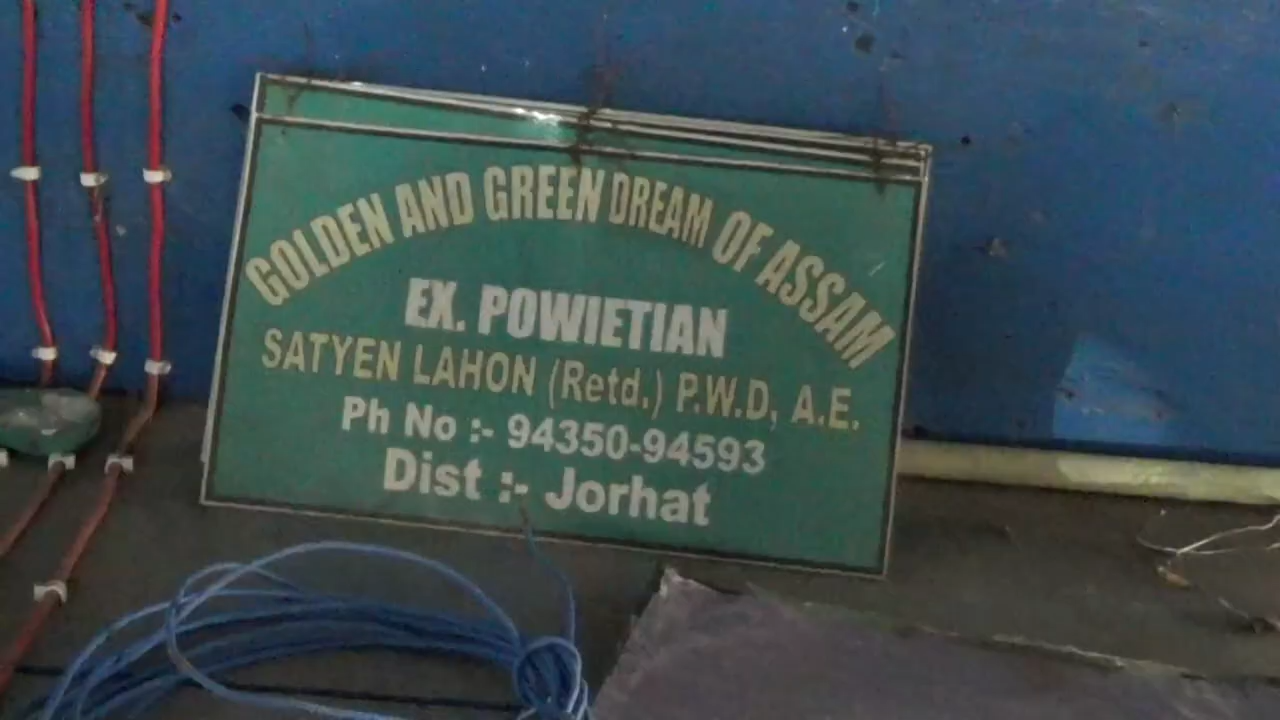 GOLDEN AND GREEN DREAM OF ASSAM
EX. POWIETIAN
SATYEN LAHON (Retd.) P.W.D, A.E.
Ph No :- 94350-94593
Dist :- Jorhat